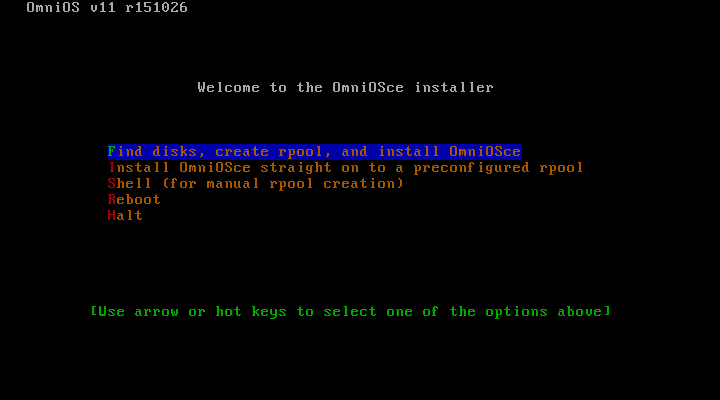 OmniOS v11 r151026
Welcome to the OmniOSce installer
Find disks, create rpool, and install OmniOSce
Install OmniOSce straight on to a preconfigured rpool
Shell (for manual rpool creation)
Reboot
Halt
[Use arrow or hot keys to select one of the options above]